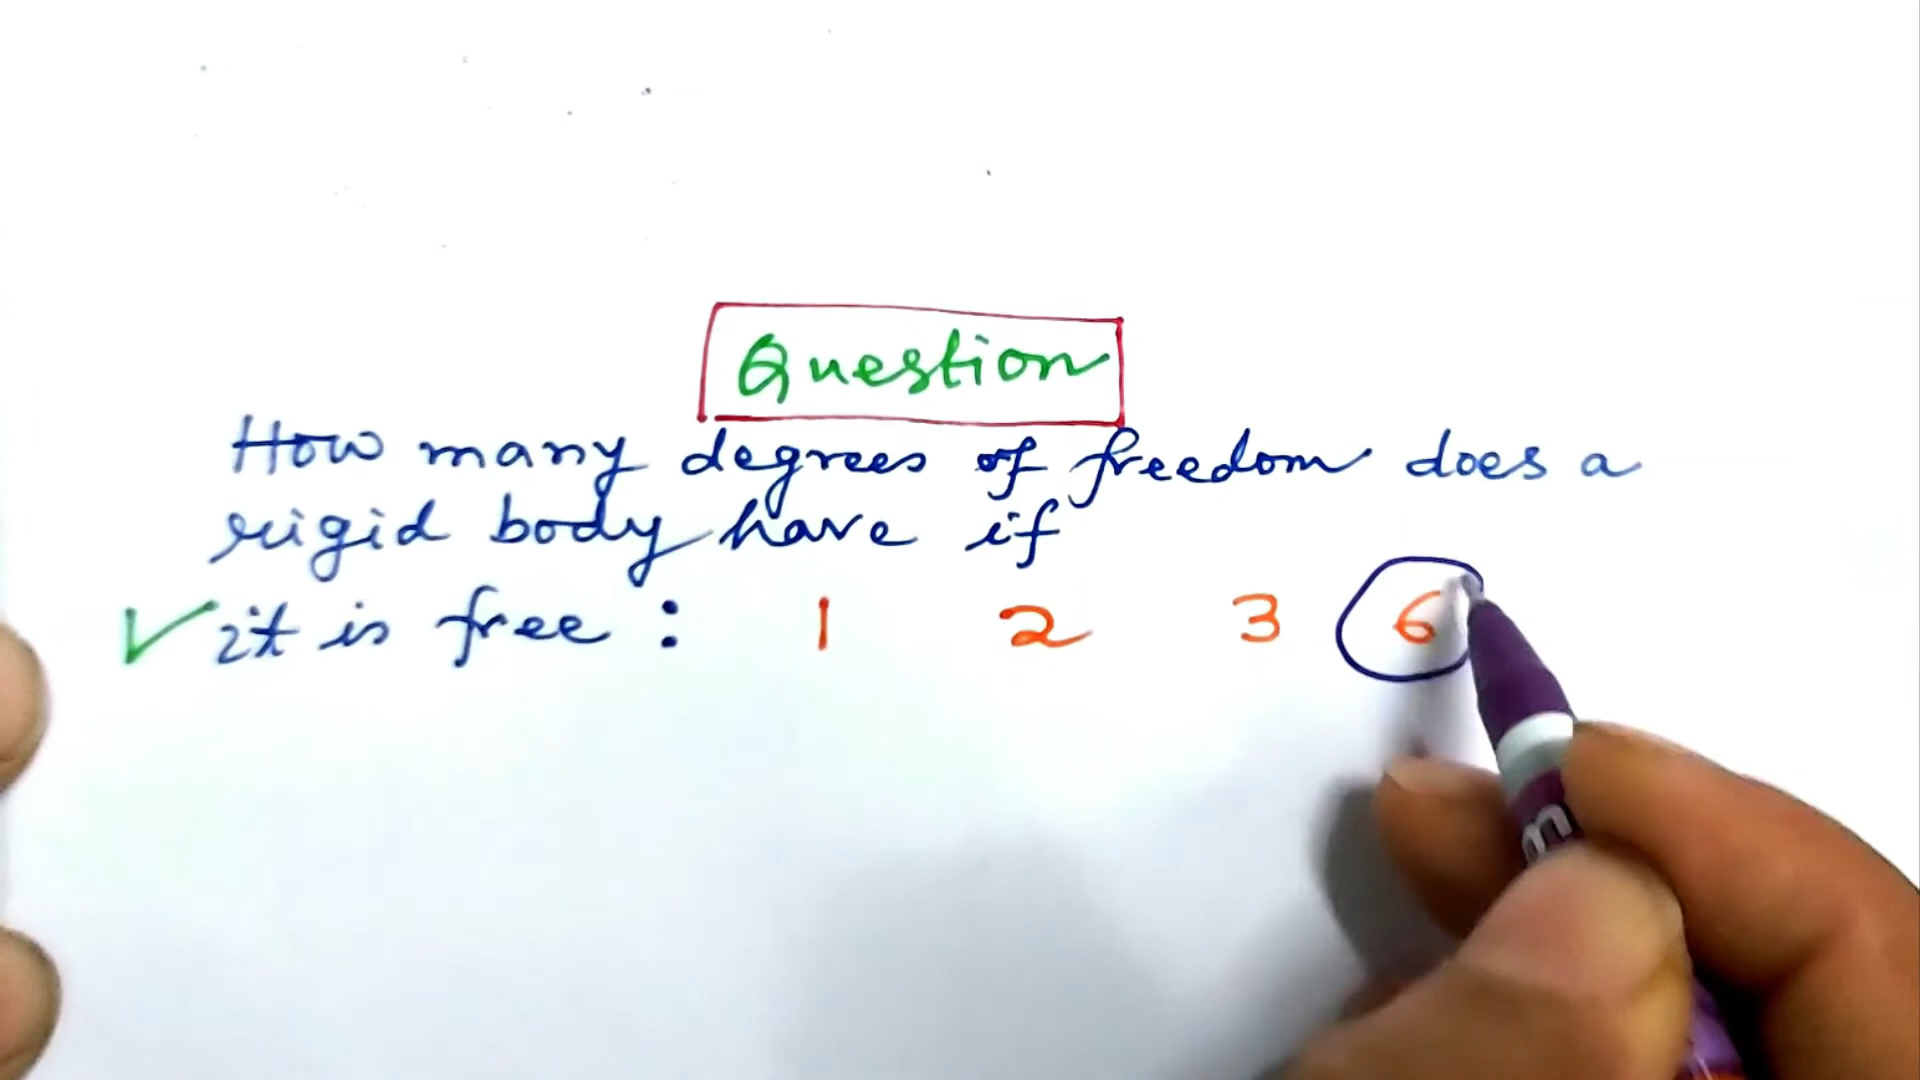 Question
How many degrees of freedom does a
rigid body have if
it is free : 1 2 3 6